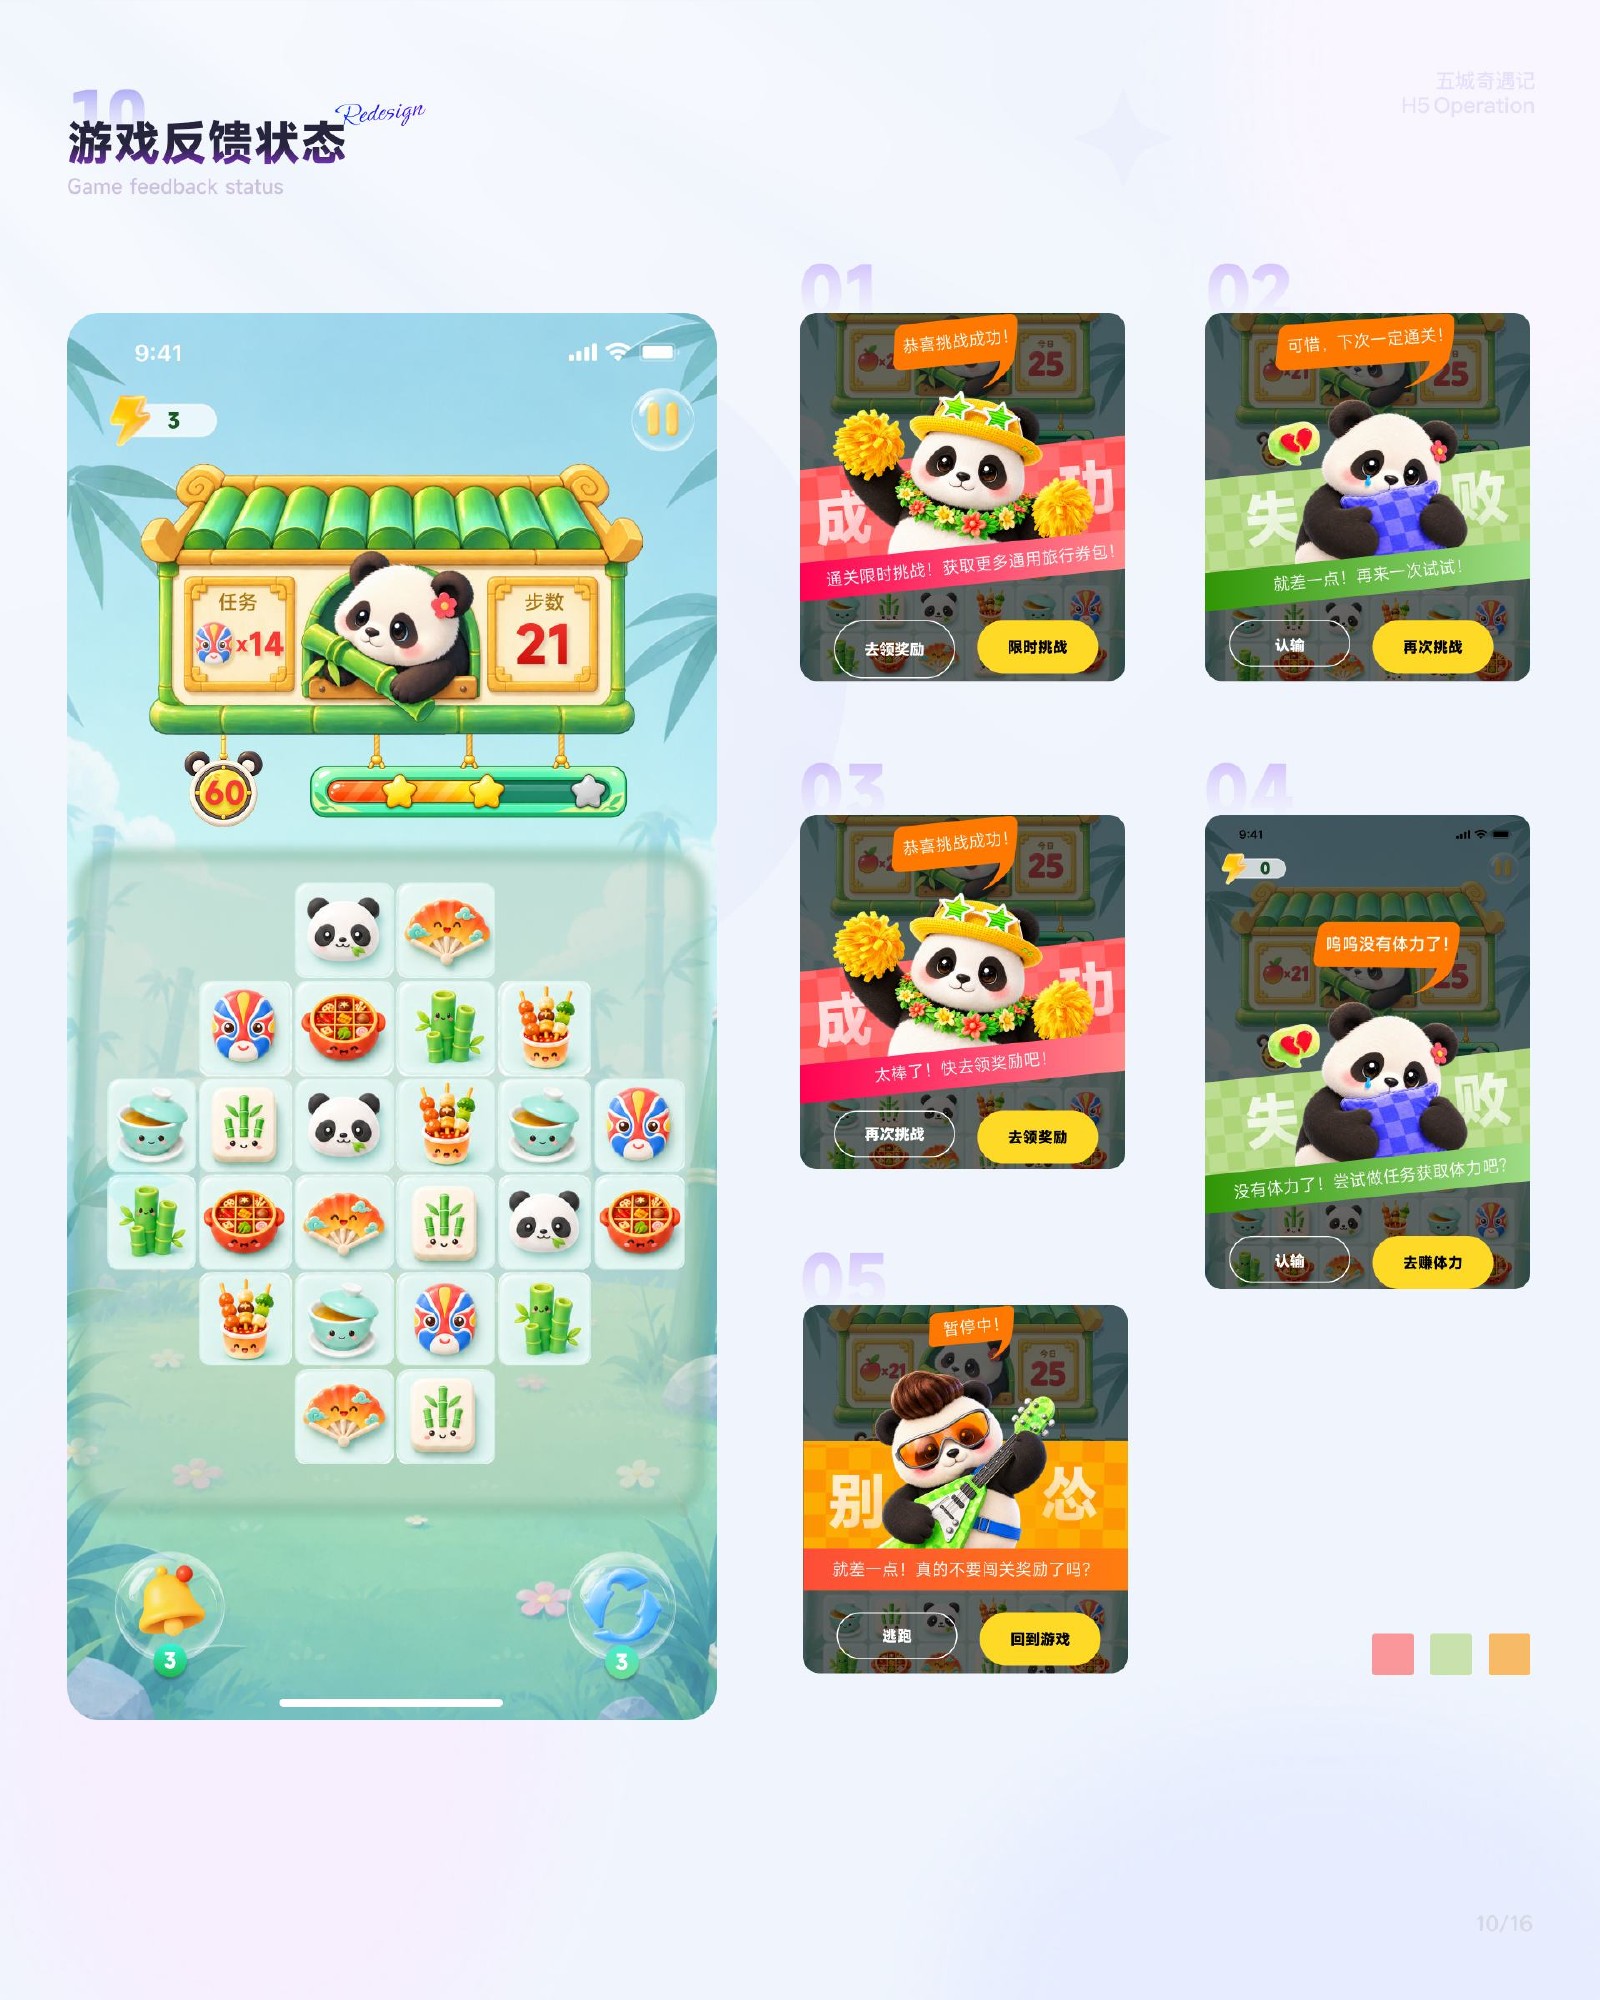 10
游戏反馈状态
Redesign
Game feedback status
五城奇遇记
H5 Operation
9:41
3
任务
x14
步数
21
60
3
3
01
恭喜挑战成功！
今日
25
成功
通关限时挑战！获取更多通用旅行券包！
去领奖励
限时挑战
02
可惜，下次一定通关！
x21
25
失败
就差一点！再来一次试试！
认输
再次挑战
03
恭喜挑战成功！
今日
25
成功
太棒了！快去领奖励吧！
再次挑战
去领奖励
04
9:41
0
呜呜没有体力了！
x21
25
失败
没有体力了！尝试做任务获取体力吧？
认输
去赚体力
05
暂停中！
x21
今日
25
别怂
就差一点！真的不要闯关奖励了吗？
逃跑
回到游戏
10/16